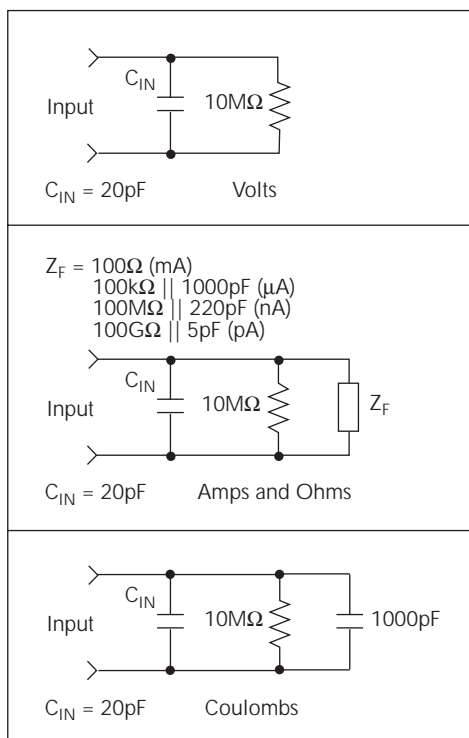 C_IN
Input
10MΩ
C_IN = 20pF Volts
Z_F = 100Ω (mA)
100kΩ || 1000pF (µA)
100MΩ || 220pF (nA)
100GΩ || 5pF (pA)
C_IN
Input
10MΩ
Z_F
C_IN = 20pF Amps and Ohms
C_IN
Input
10MΩ
1000pF
C_IN = 20pF Coulombs